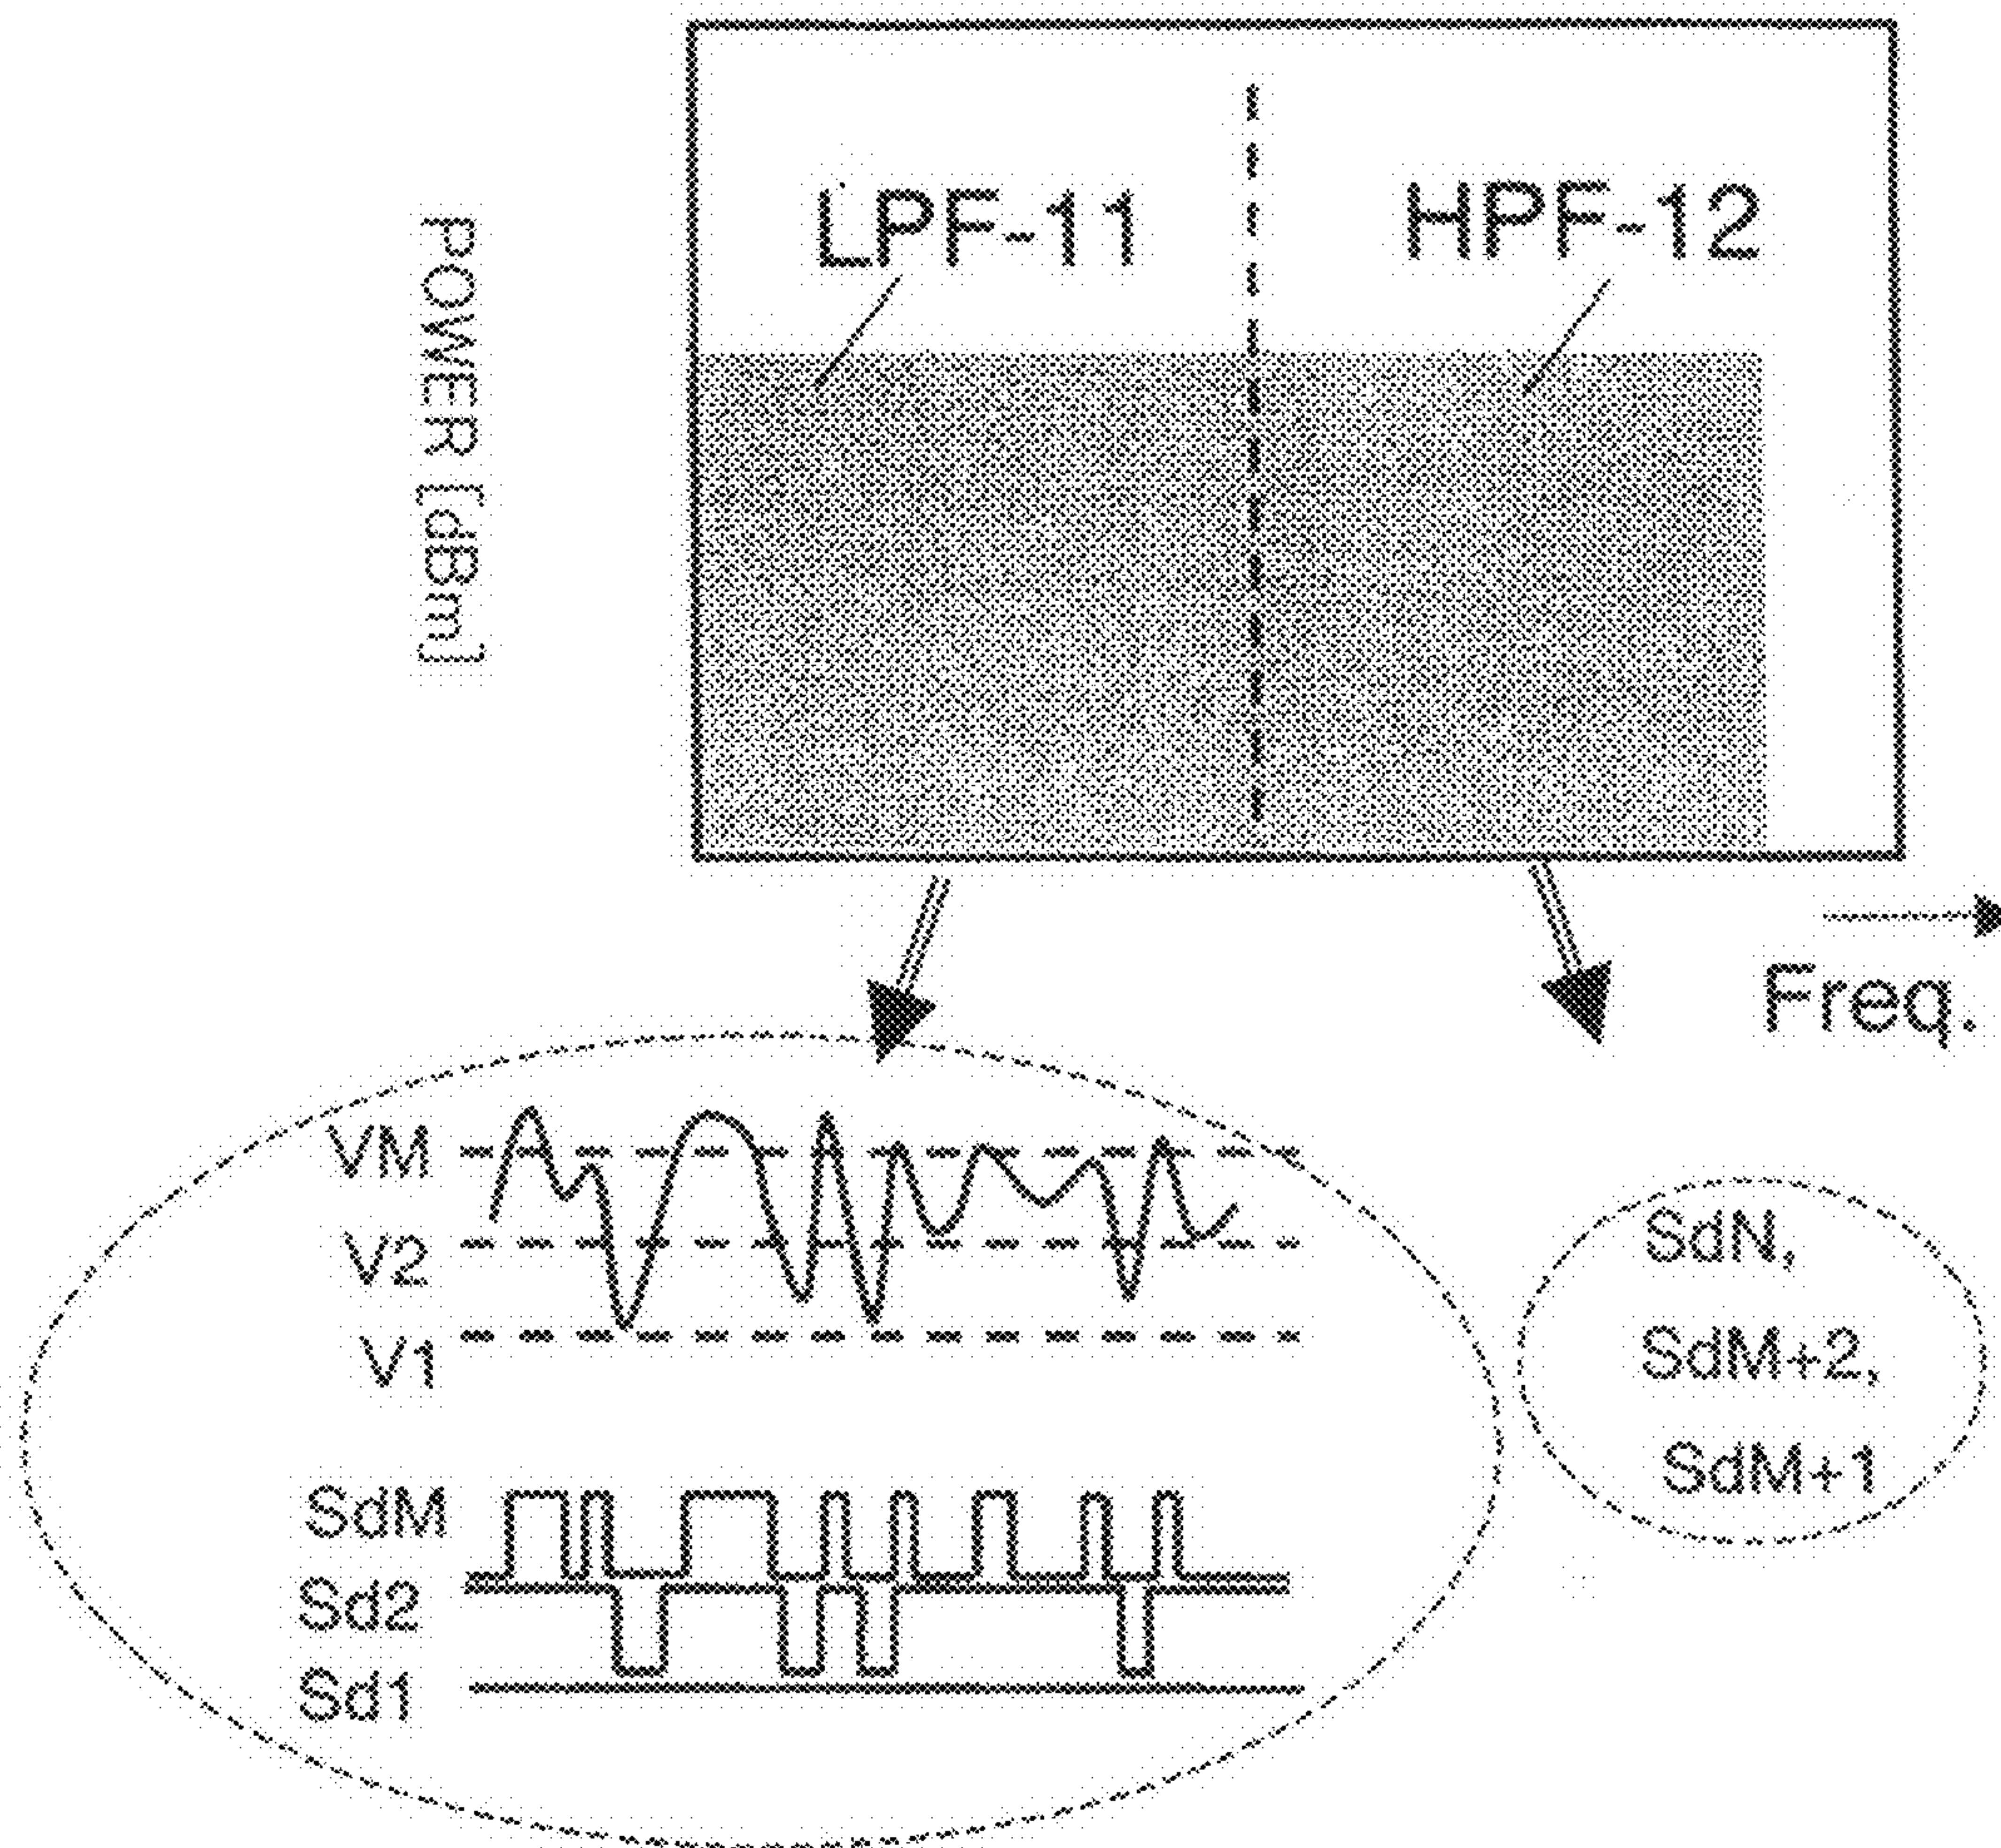 LPF-11
HPF-12
POWER [dBm]
Freq.
VM
V2
V1
SdM
Sd2
Sd1
SdN,
SdM+2,
SdM+1